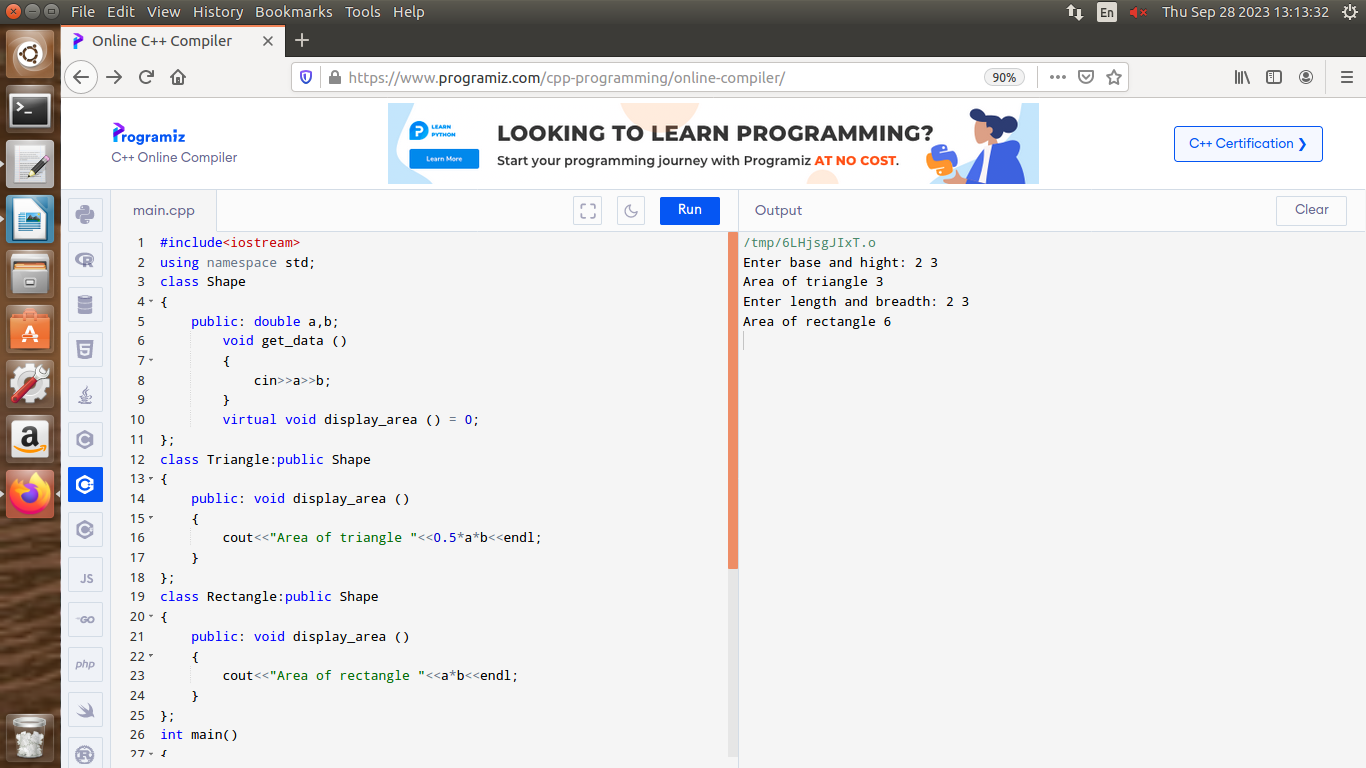 File Edit View History Bookmarks Tools Help
En
Thu Sep 28 2023 13:13:32
Online C++ Compiler
https://www.programiz.com/cpp-programming/online-compiler/
90%
Programiz
C++ Online Compiler
LEARN
PYTHON
Learn More
LOOKING TO LEARN PROGRAMMING?
Start your programming journey with Programiz AT NO COST.
C++ Certification ❯
main.cpp
Run
1 #include<iostream>
2 using namespace std;
3 class Shape
4 {
5     public: double a,b;
6         void get_data ()
7         {
8             cin>>a>>b;
9         }
10         virtual void display_area () = 0;
11 };
12 class Triangle:public Shape
13 {
14     public: void display_area ()
15     {
16         cout<<"Area of triangle "<<0.5*a*b<<endl;
17     }
18 };
19 class Rectangle:public Shape
20 {
21     public: void display_area ()
22     {
23         cout<<"Area of rectangle "<<a*b<<endl;
24     }
25 };
26 int main()
27 {
Output
Clear
/tmp/6LHjsgJIxT.o
Enter base and hight: 2 3
Area of triangle 3
Enter length and breadth: 2 3
Area of rectangle 6
R
JS
GO
php